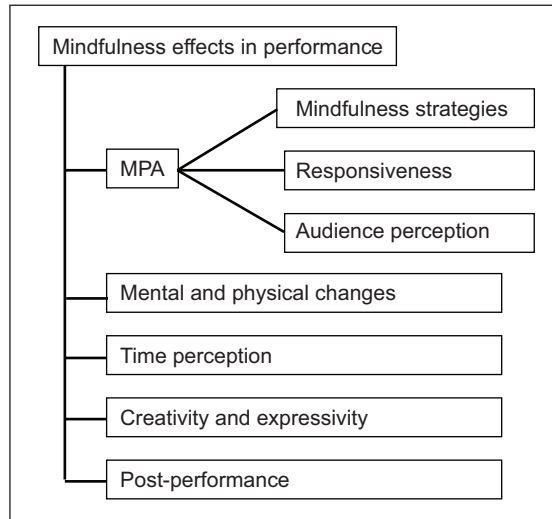 Mindfulness effects in performance
Mindfulness strategies
MPA
Responsiveness
Audience perception
Mental and physical changes
Time perception
Creativity and expressivity
Post-performance